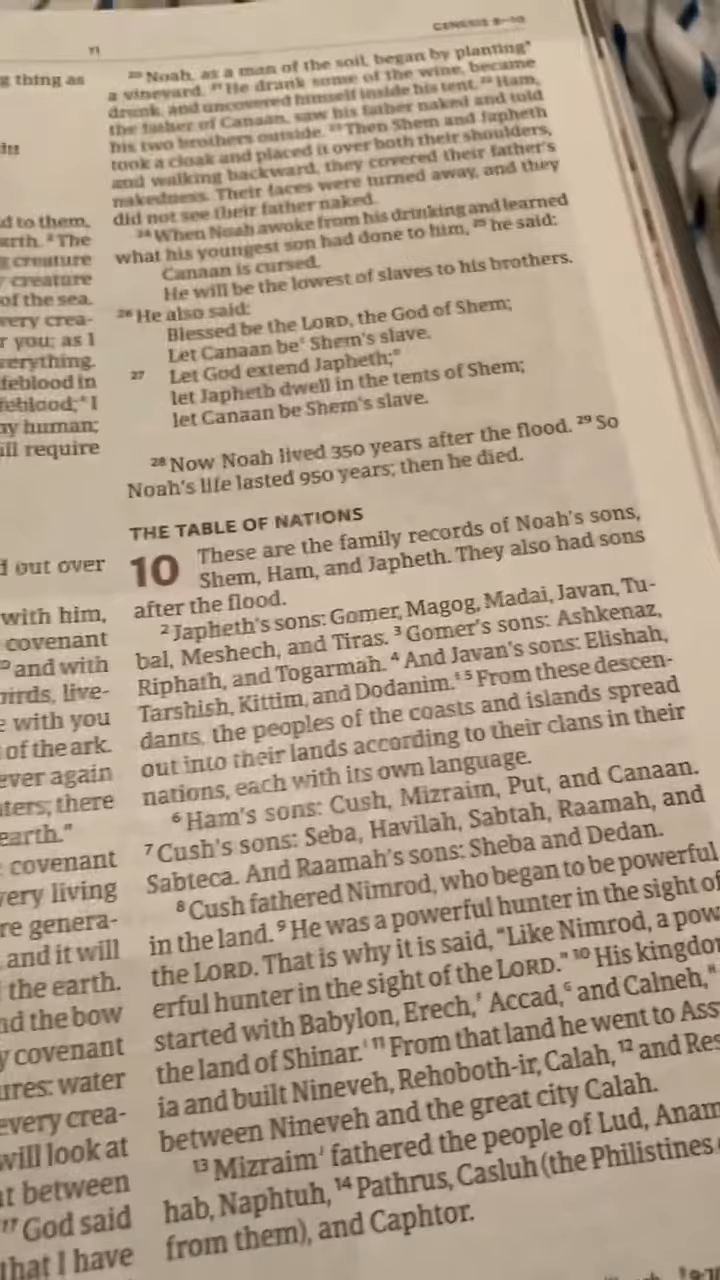 GENESIS 9–10
71
g thing as
d to them,
arth. ² The
g creature
y creature
of the sea.
very crea-
r you; as I
verything.
feblood in
feblood; I
ny human;
ill require
d out over
with him,
covenant
and with
birds, live-
e with you
of the ark.
ever again
aters; there
earth."
covenant
very living
re genera-
and it will
the earth.
nd the bow
y covenant
ures: water
every crea-
will look at
nt between
¹⁷ God said
that I have
²⁰ Noah, as a man of the soil, began by planting
a vineyard. ²¹ He drank some of the wine, became
drunk, and uncovered himself inside his tent. ²² Ham,
the father of Canaan, saw his father naked and told
his two brothers outside. ²³ Then Shem and Japheth
took a cloak and placed it over both their shoulders,
and walking backward, they covered their father's
nakedness. Their faces were turned away, and they
did not see their father naked.
²⁴ When Noah awoke from his drinking and learned
what his youngest son had done to him, ²⁵ he said:
Canaan is cursed.
He will be the lowest of slaves to his brothers.
²⁶ He also said:
Blessed be the LORD, the God of Shem;
Let Canaan be Shem's slave.
²⁷ Let God extend Japheth;
let Japheth dwell in the tents of Shem;
let Canaan be Shem's slave.
²⁸ Now Noah lived 350 years after the flood. ²⁹ So
Noah's life lasted 950 years; then he died.
THE TABLE OF NATIONS
10 These are the family records of Noah's sons,
Shem, Ham, and Japheth. They also had sons
after the flood.
² Japheth's sons: Gomer, Magog, Madai, Javan, Tu-
bal, Meshech, and Tiras. ³ Gomer's sons: Ashkenaz,
Riphath, and Togarmah. ⁴ And Javan's sons: Elishah,
Tarshish, Kittim, and Dodanim. ⁵ From these descen-
dants, the peoples of the coasts and islands spread
out into their lands according to their clans in their
nations, each with its own language.
⁶ Ham's sons: Cush, Mizraim, Put, and Canaan.
⁷ Cush's sons: Seba, Havilah, Sabtah, Raamah, and
Sabteca. And Raamah's sons: Sheba and Dedan.
⁸ Cush fathered Nimrod, who began to be powerful
in the land. ⁹ He was a powerful hunter in the sight of
the LORD. That is why it is said, "Like Nimrod, a pow
erful hunter in the sight of the LORD." ¹⁰ His kingdo
started with Babylon, Erech, Accad, and Calneh,
the land of Shinar. ¹¹ From that land he went to Ass
ia and built Nineveh, Rehoboth-ir, Calah, ¹² and Res
between Nineveh and the great city Calah.
¹³ Mizraim fathered the people of Lud, Anam
hab, Naphtuh, ¹⁴ Pathrus, Casluh (the Philistines
from them), and Caphtor.